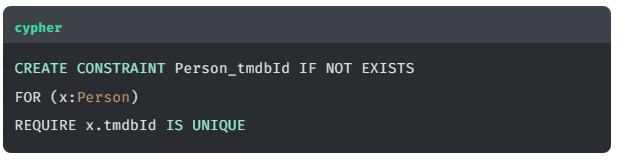 cypher
CREATE CONSTRAINT Person_tmdbId IF NOT EXISTS
FOR (x:Person)
REQUIRE x.tmdbId IS UNIQUE